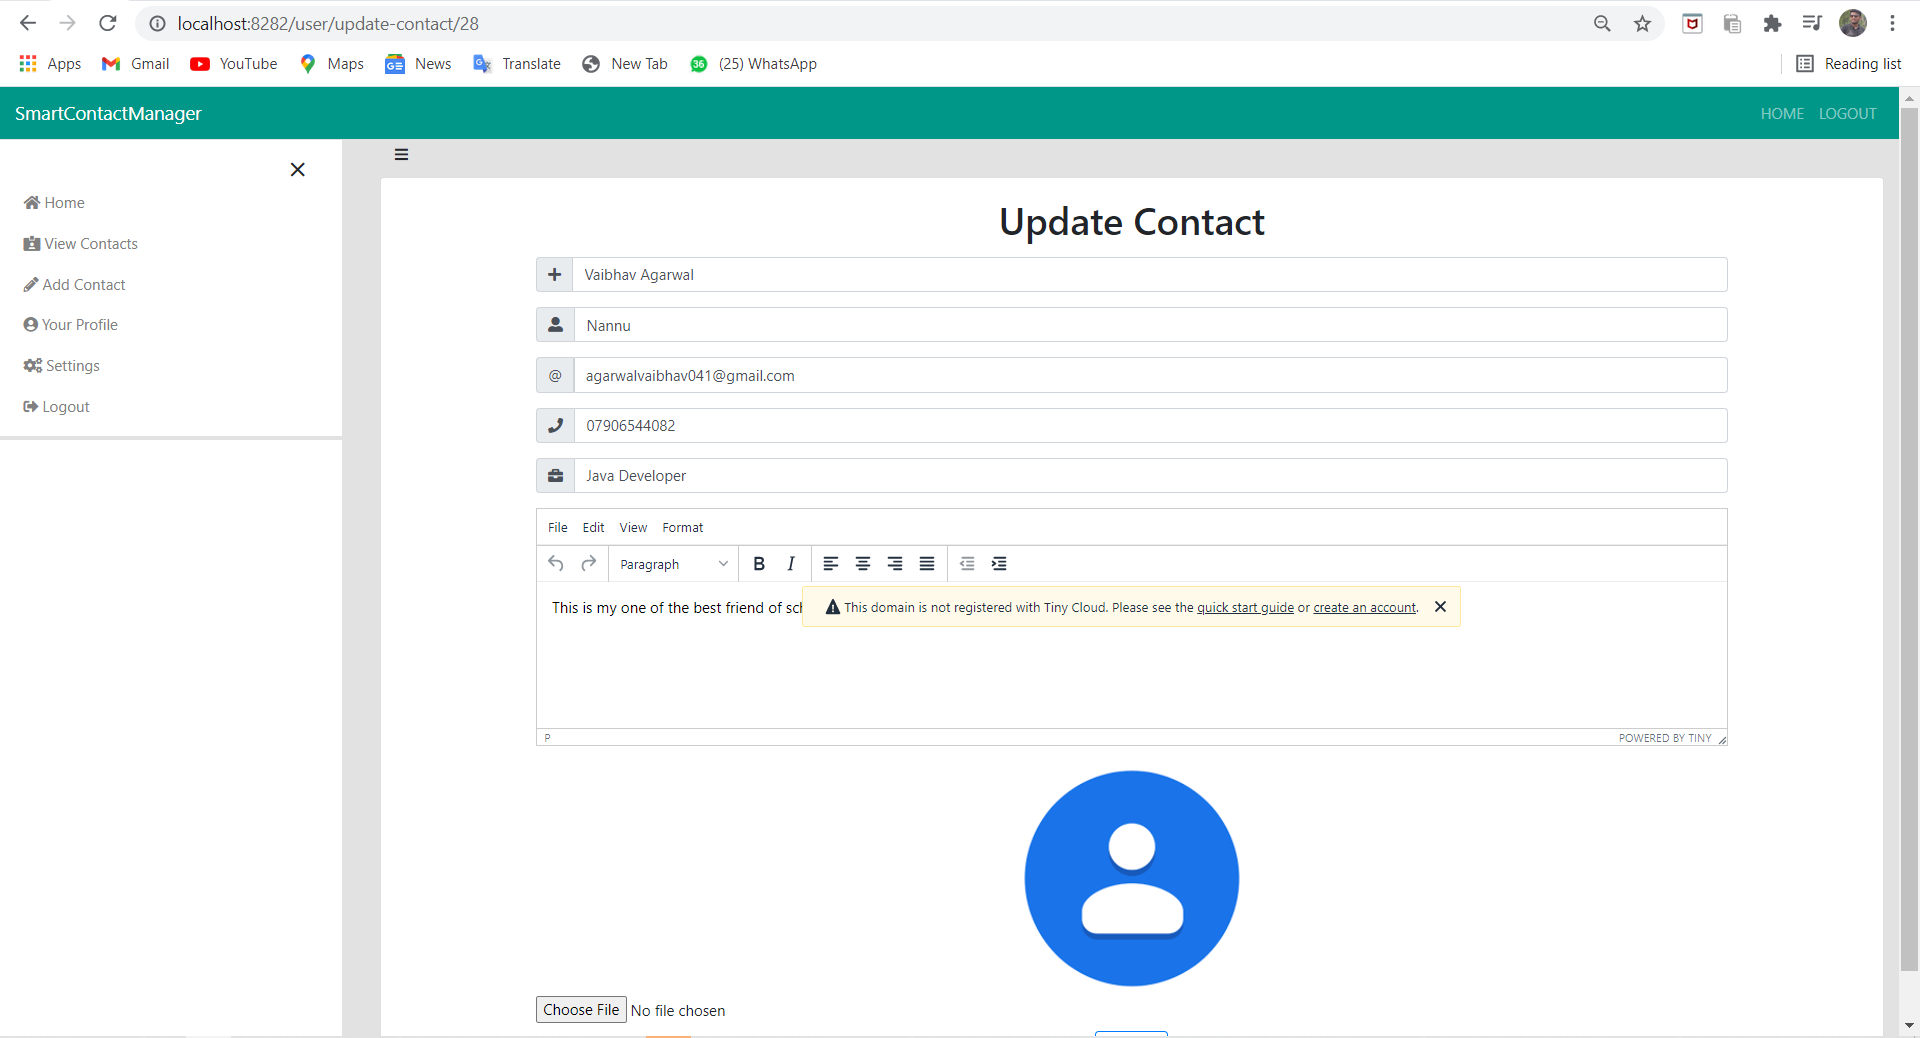 localhost:8282/user/update-contact/28
Apps Gmail YouTube Maps News Translate New Tab 36 (25) WhatsApp Reading list
SmartContactManager HOME LOGOUT
Home
View Contacts
Add Contact
Your Profile
Settings
Logout
Update Contact
Vaibhav Agarwal
Nannu
@ agarwalvaibhav041@gmail.com
07906544082
Java Developer
File Edit View Format
Paragraph B I
This is my one of the best friend of
This domain is not registered with Tiny Cloud. Please see the quick start guide or create an account.
P POWERED BY TINY
Choose File No file chosen